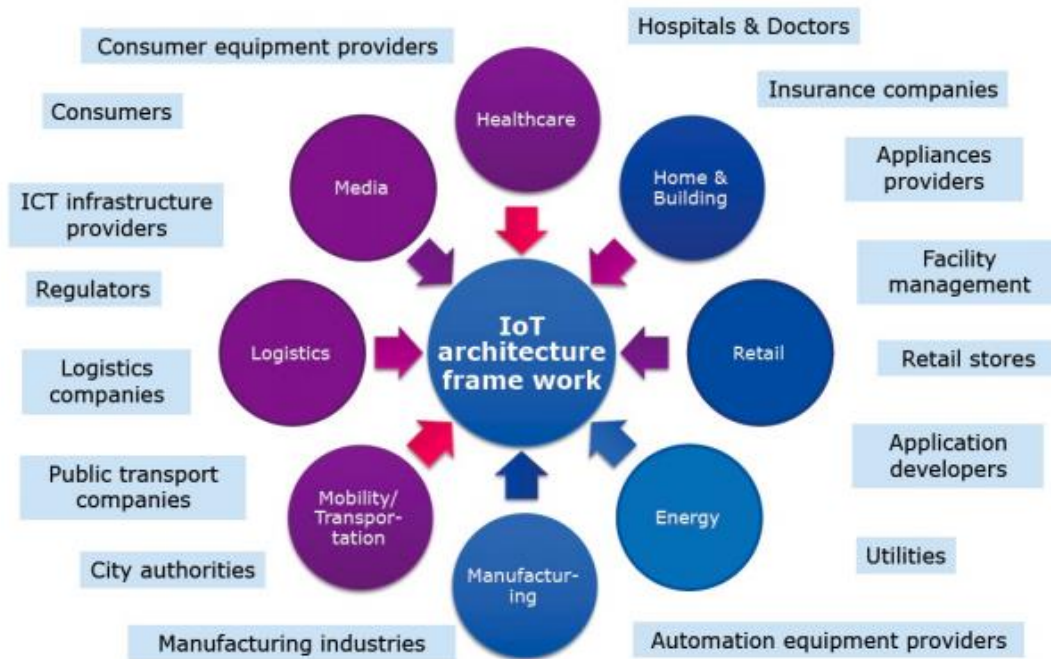 Hospitals & Doctors
Consumer equipment providers
Insurance companies
Consumers
Healthcare
Appliances
providers
Media
Home &
Building
ICT infrastructure
providers
Facility
management
Regulators
IoT
architecture
frame work
Logistics
Retail
Retail stores
Logistics
companies
Application
developers
Public transport
companies
Mobility/
Transpor-
tation
Energy
Utilities
City authorities
Manufactur-
ing
Manufacturing industries
Automation equipment providers